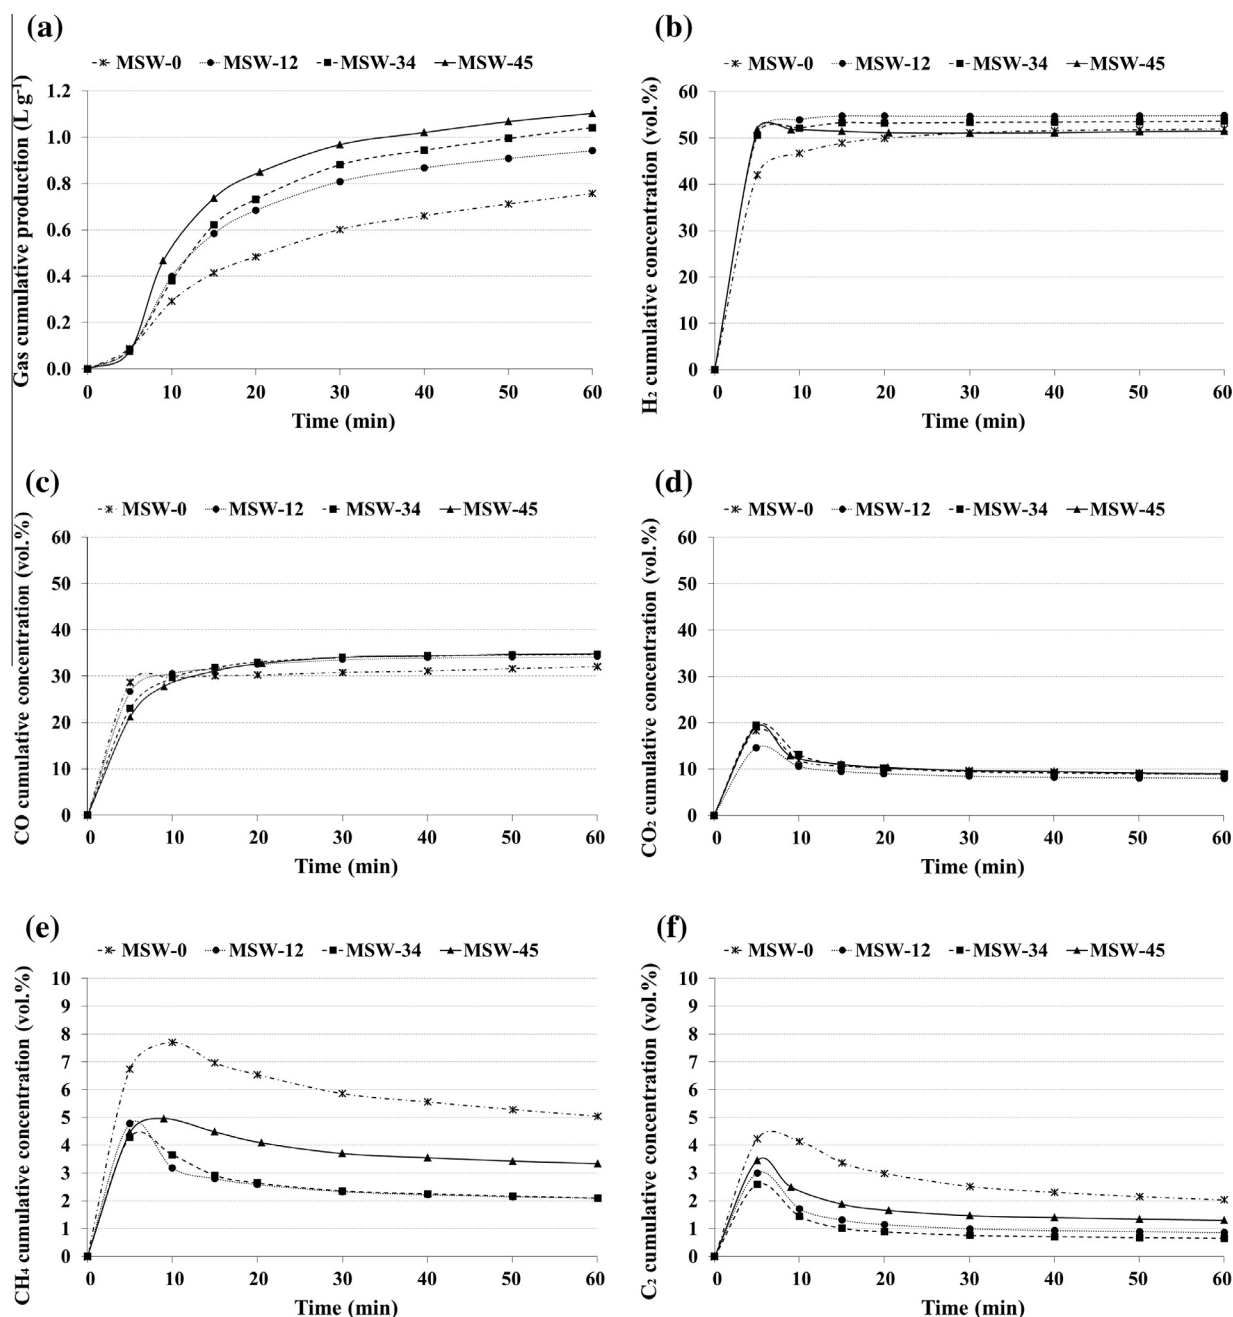 (a)
MSW-0 MSW-12 MSW-34 MSW-45
Gas cumulative production (L g⁻¹)
1.2
1.0
0.8
0.6
0.4
0.2
0.0
0 10 20 30 40 50 60
Time (min)
(b)
MSW-0 MSW-12 MSW-34 MSW-45
H₂ cumulative concentration (vol.%)
60
50
40
30
20
10
0
0 10 20 30 40 50 60
Time (min)
(c)
MSW-0 MSW-12 MSW-34 MSW-45
CO cumulative concentration (vol.%)
60
50
40
30
20
10
0
0 10 20 30 40 50 60
Time (min)
(d)
MSW-0 MSW-12 MSW-34 MSW-45
CO₂ cumulative concentration (vol.%)
60
50
40
30
20
10
0
0 10 20 30 40 50 60
Time (min)
(e)
MSW-0 MSW-12 MSW-34 MSW-45
CH₄ cumulative concentration (vol.%)
10
9
8
7
6
5
4
3
2
1
0
0 10 20 30 40 50 60
Time (min)
(f)
MSW-0 MSW-12 MSW-34 MSW-45
C₂ cumulative concentration (vol.%)
10
9
8
7
6
5
4
3
2
1
0
0 10 20 30 40 50 60
Time (min)